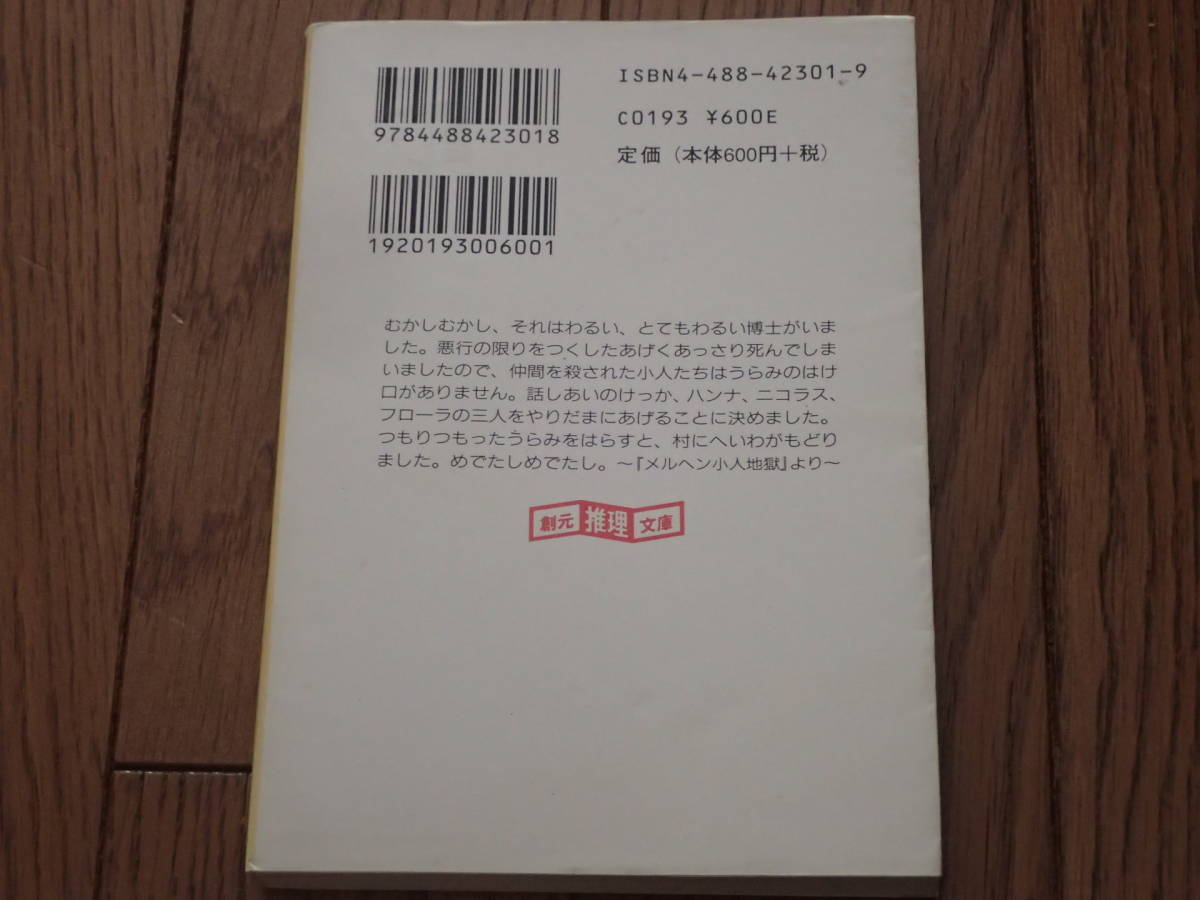 ISBN4-488-42301-9
9784488423018
C0193 ¥600E
定価（本体600円+税）
1920193006001
むかしむかし、それはわるい、とてもわるい博士がいま
した。悪行の限りをつくしたあげくあっさり死んでしま
いましたので、仲間を殺された小人たちはうらみのはけ
口がありません。話しあいのけっか、ハンナ、ニコラス、
フローラの三人をやりだまにあげることに決めました。
つもりつもったうらみをはらすと、村にへいわがもどり
ました。めでたしめでたし。～『メルヘン小人地獄』より～
創元推理文庫